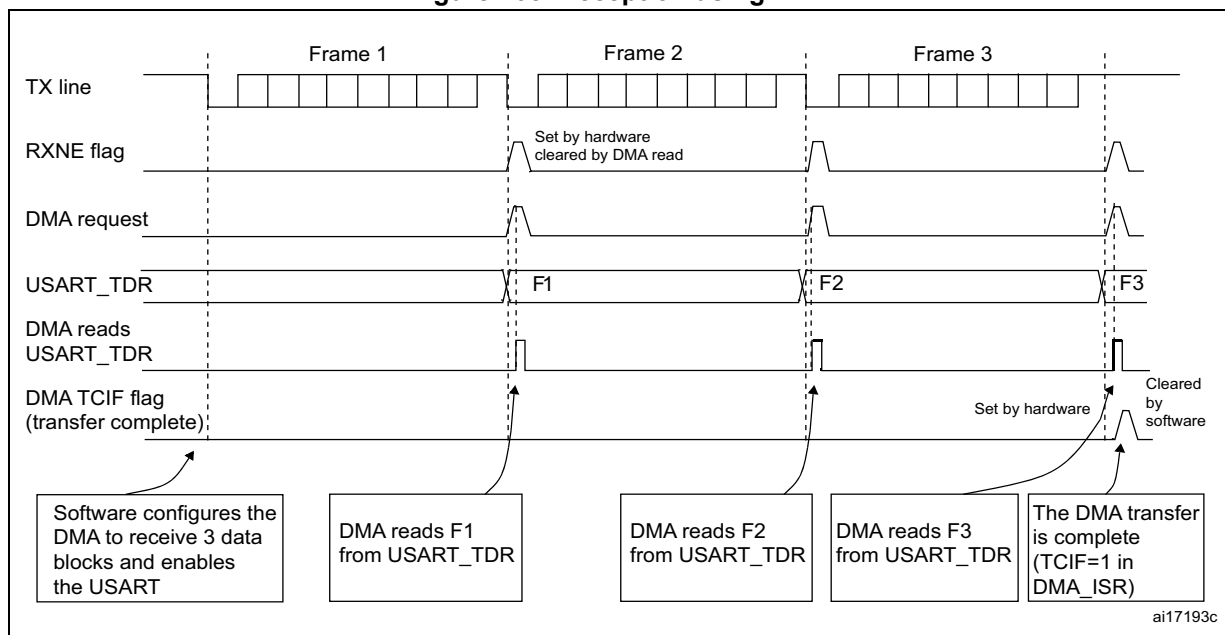 Frame 1
Frame 2
Frame 3
TX line
RXNE flag
Set by hardware
cleared by DMA read
DMA request
USART_TDR
F1
F2
F3
DMA reads
USART_TDR
DMA TCIF flag
(transfer complete)
Set by hardware
Cleared
by
software
Software configures the
DMA to receive 3 data
blocks and enables
the USART
DMA reads F1
from USART_TDR
DMA reads F2
from USART_TDR
DMA reads F3
from USART_TDR
The DMA transfer
is complete
(TCIF=1 in
DMA_ISR)
ai17193c